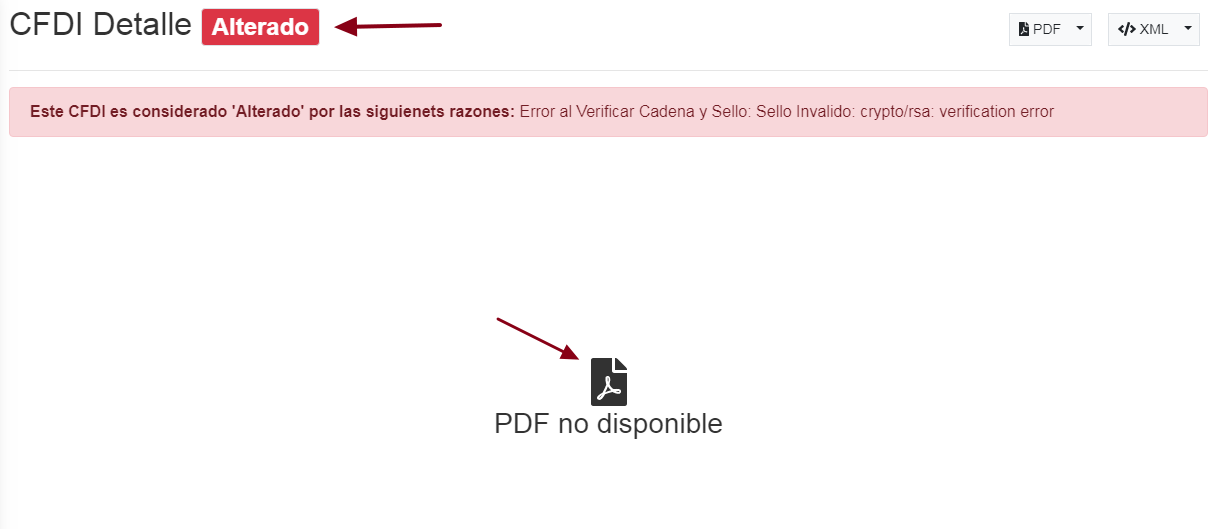 CFDI Detalle Alterado
PDF
XML
Este CFDI es considerado 'Alterado' por las siguienets razones: Error al Verificar Cadena y Sello: Sello Invalido: crypto/rsa: verification error
PDF no disponible